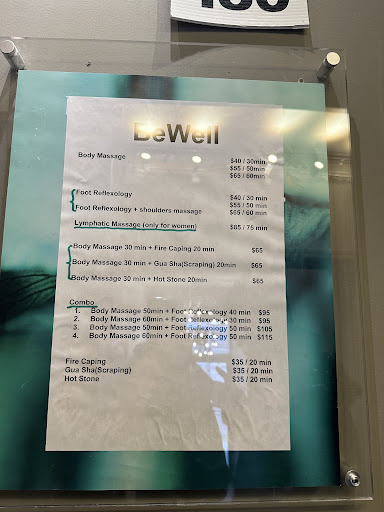 BeWell
Body Massage $40 / 30min
$55 / 50min
$65 / 60min
Foot Reflexology $40 / 30 min
$55 / 50 min
Foot Reflexology + shoulders massage $65 / 60 min
Lymphatic Massage (only for women) $85 / 75 min
Body Massage 30 min + Fire Caping 20 min $65
Body Massage 30 min + Gua Sha(Scraping) 20min $65
Body Massage 30 min + Hot Stone 20min $65
Combo
1. Body Massage 50min + Foot Reflexology 40 min $95
2. Body Massage 60min + Foot Reflexology 30 min $95
3. Body Massage 50min + Foot Reflexology 50 min $105
4. Body Massage 60min + Foot Reflexology 50 min $115
Fire Caping $35 / 20 min
Gua Sha(Scraping) $35 / 20 min
Hot Stone $35 / 20 min